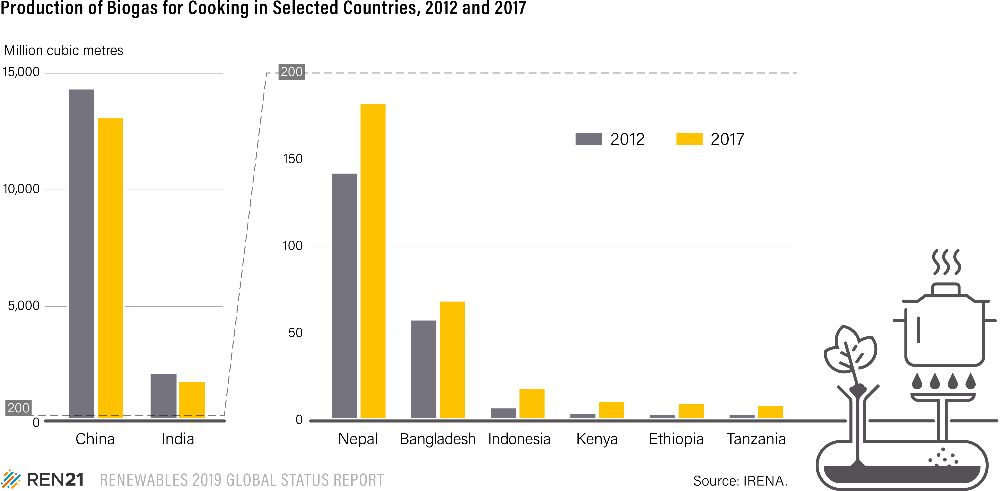 Production of Biogas for Cooking in Selected Countries, 2012 and 2017
Million cubic metres
15,000
10,000
5,000
200
0
200
150
100
50
0
2012 2017
China India Nepal Bangladesh Indonesia Kenya Ethiopia Tanzania
REN21 RENEWABLES 2019 GLOBAL STATUS REPORT
Source: IRENA.